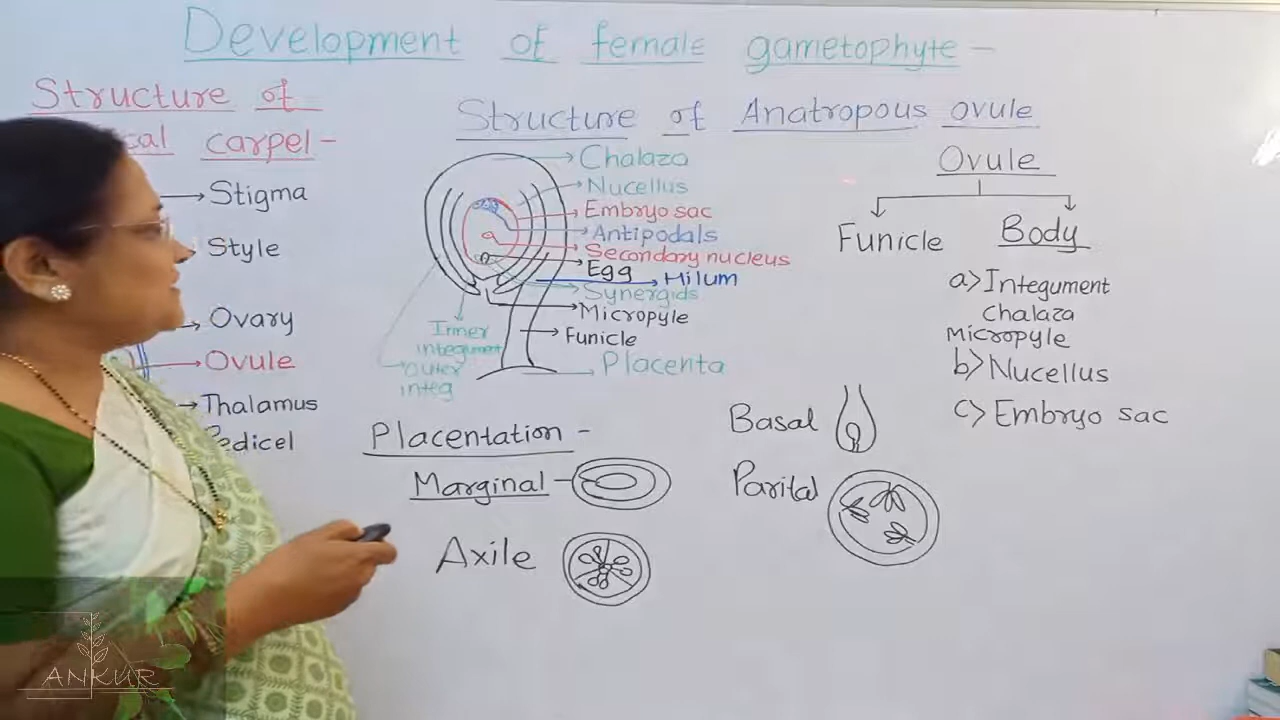 Development of female gametophyte -
Structure of
carpel -
Stigma
Style
Ovary
Ovule
Thalamus
Pedicel
Structure of Anatropous ovule
Chalaza
Nucellus
Embryo sac
Antipodals
Secondary nucleus
Egg
Hilum
Synergids
Micropyle
Funicle
Placenta
Inner
integument
outer
integ
Ovule
Funicle
Body
a) Integument
Chalaza
Micropyle
b) Nucellus
c) Embryo sac
Placentation -
Marginal
Axile
Basal
Parital
ANKUR